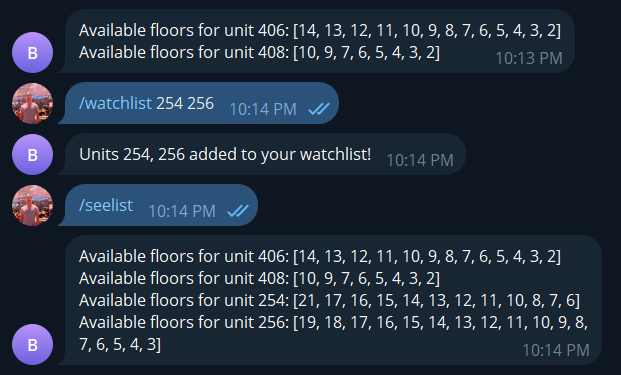 Available floors for unit 406: [14, 13, 12, 11, 10, 9, 8, 7, 6, 5, 4, 3, 2]
Available floors for unit 408: [10, 9, 7, 6, 5, 4, 3, 2]
10:13 PM
B
/watchlist 254 256 10:14 PM
B
Units 254, 256 added to your watchlist! 10:14 PM
/seelist 10:14 PM
Available floors for unit 406: [14, 13, 12, 11, 10, 9, 8, 7, 6, 5, 4, 3, 2]
Available floors for unit 408: [10, 9, 7, 6, 5, 4, 3, 2]
Available floors for unit 254: [21, 17, 16, 15, 14, 13, 12, 11, 10, 8, 7, 6]
Available floors for unit 256: [19, 18, 17, 16, 15, 14, 13, 12, 11, 10, 9, 8,
7, 6, 5, 4, 3]
10:14 PM
B